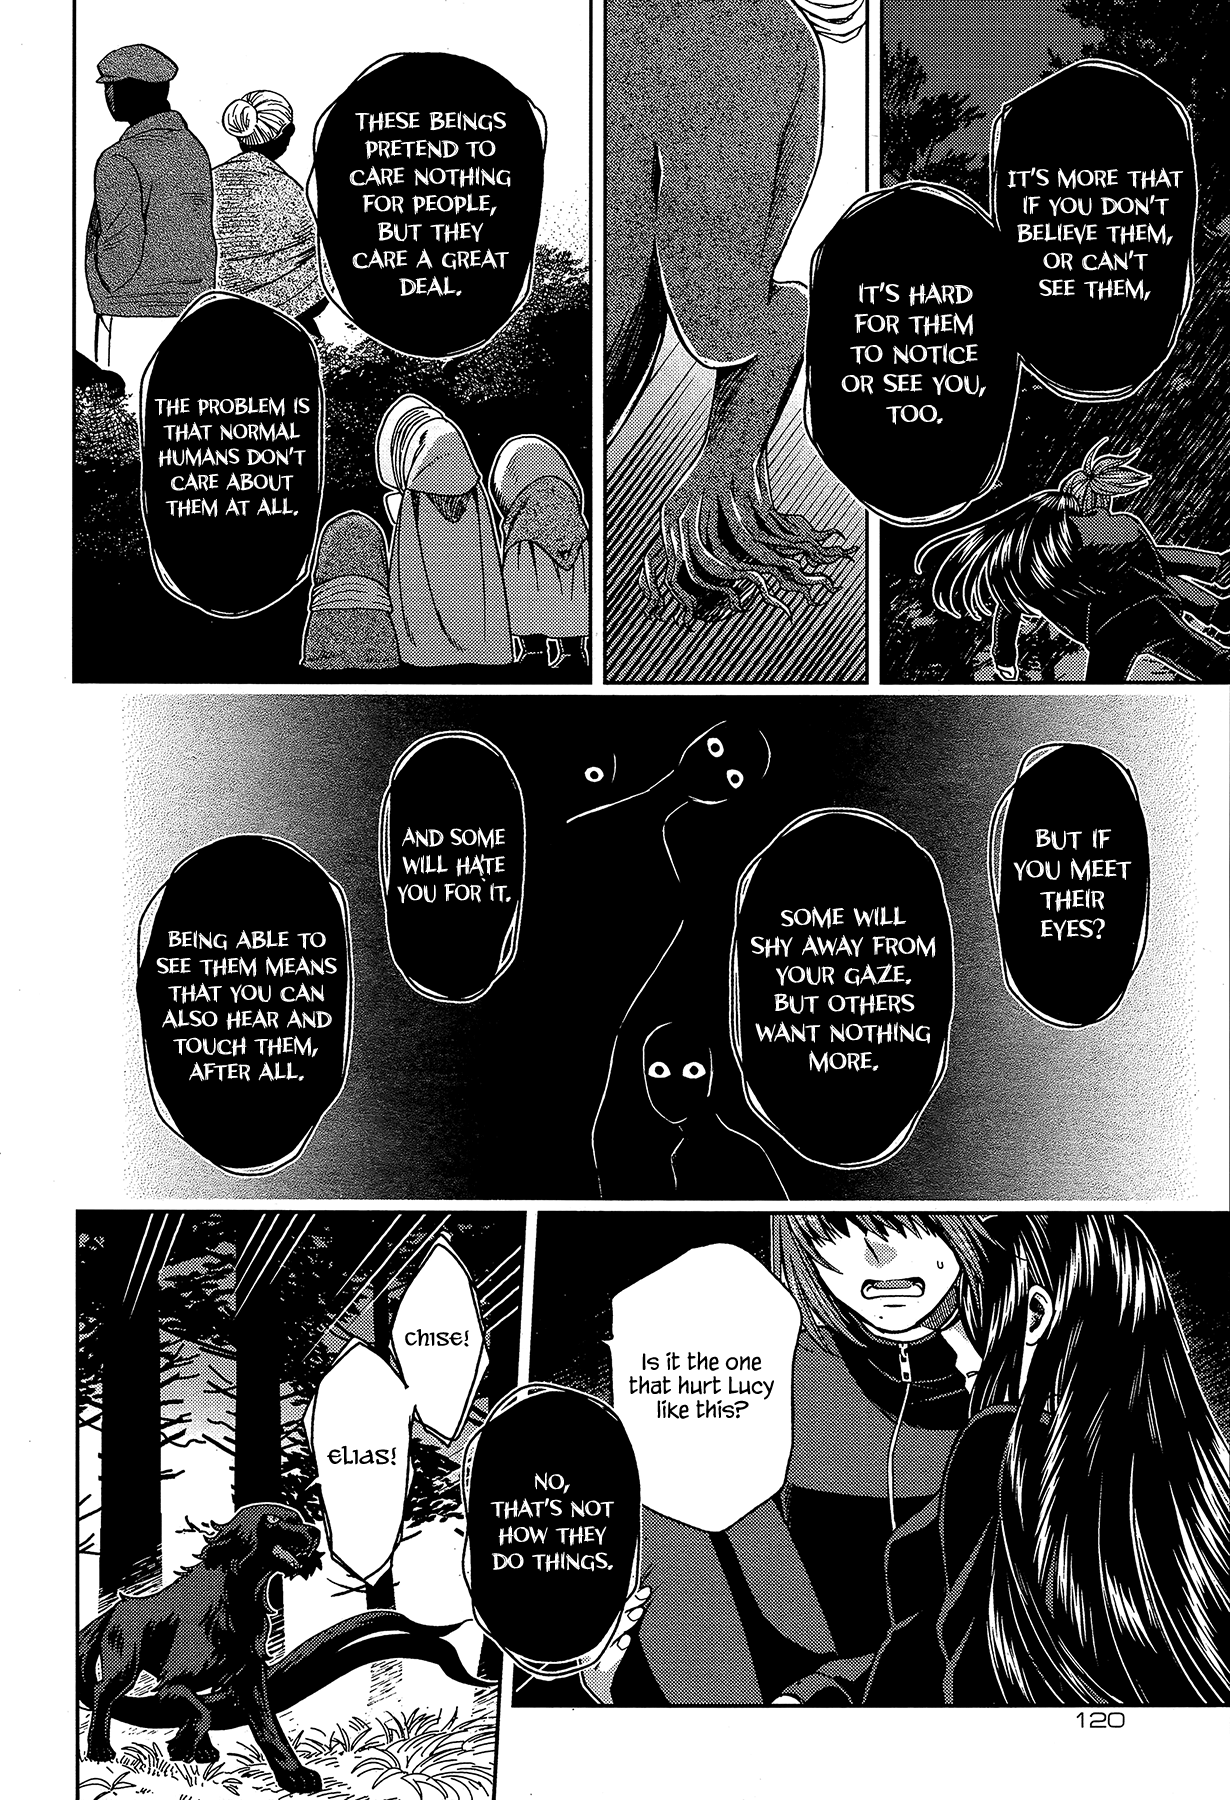 IT'S MORE THAT
IF YOU DON'T
BELIEVE THEM,
OR CAN'T
SEE THEM,
IT'S HARD
FOR THEM
TO NOTICE
OR SEE YOU,
TOO.
THESE BEINGS
PRETEND TO
CARE NOTHING
FOR PEOPLE,
BUT THEY
CARE A GREAT
DEAL.
THE PROBLEM IS
THAT NORMAL
HUMANS DON'T
CARE ABOUT
THEM AT ALL.
BUT IF
YOU MEET
THEIR
EYES?
SOME WILL
SHY AWAY FROM
YOUR GAZE.
BUT OTHERS
WANT NOTHING
MORE.
AND SOME
WILL HATE
YOU FOR IT.
BEING ABLE TO
SEE THEM MEANS
THAT YOU CAN
ALSO HEAR AND
TOUCH THEM,
AFTER ALL.
Is it the one
that hurt Lucy
like this?
NO,
THAT'S NOT
HOW THEY
DO THINGS.
CHISE!
ELIAS!
120